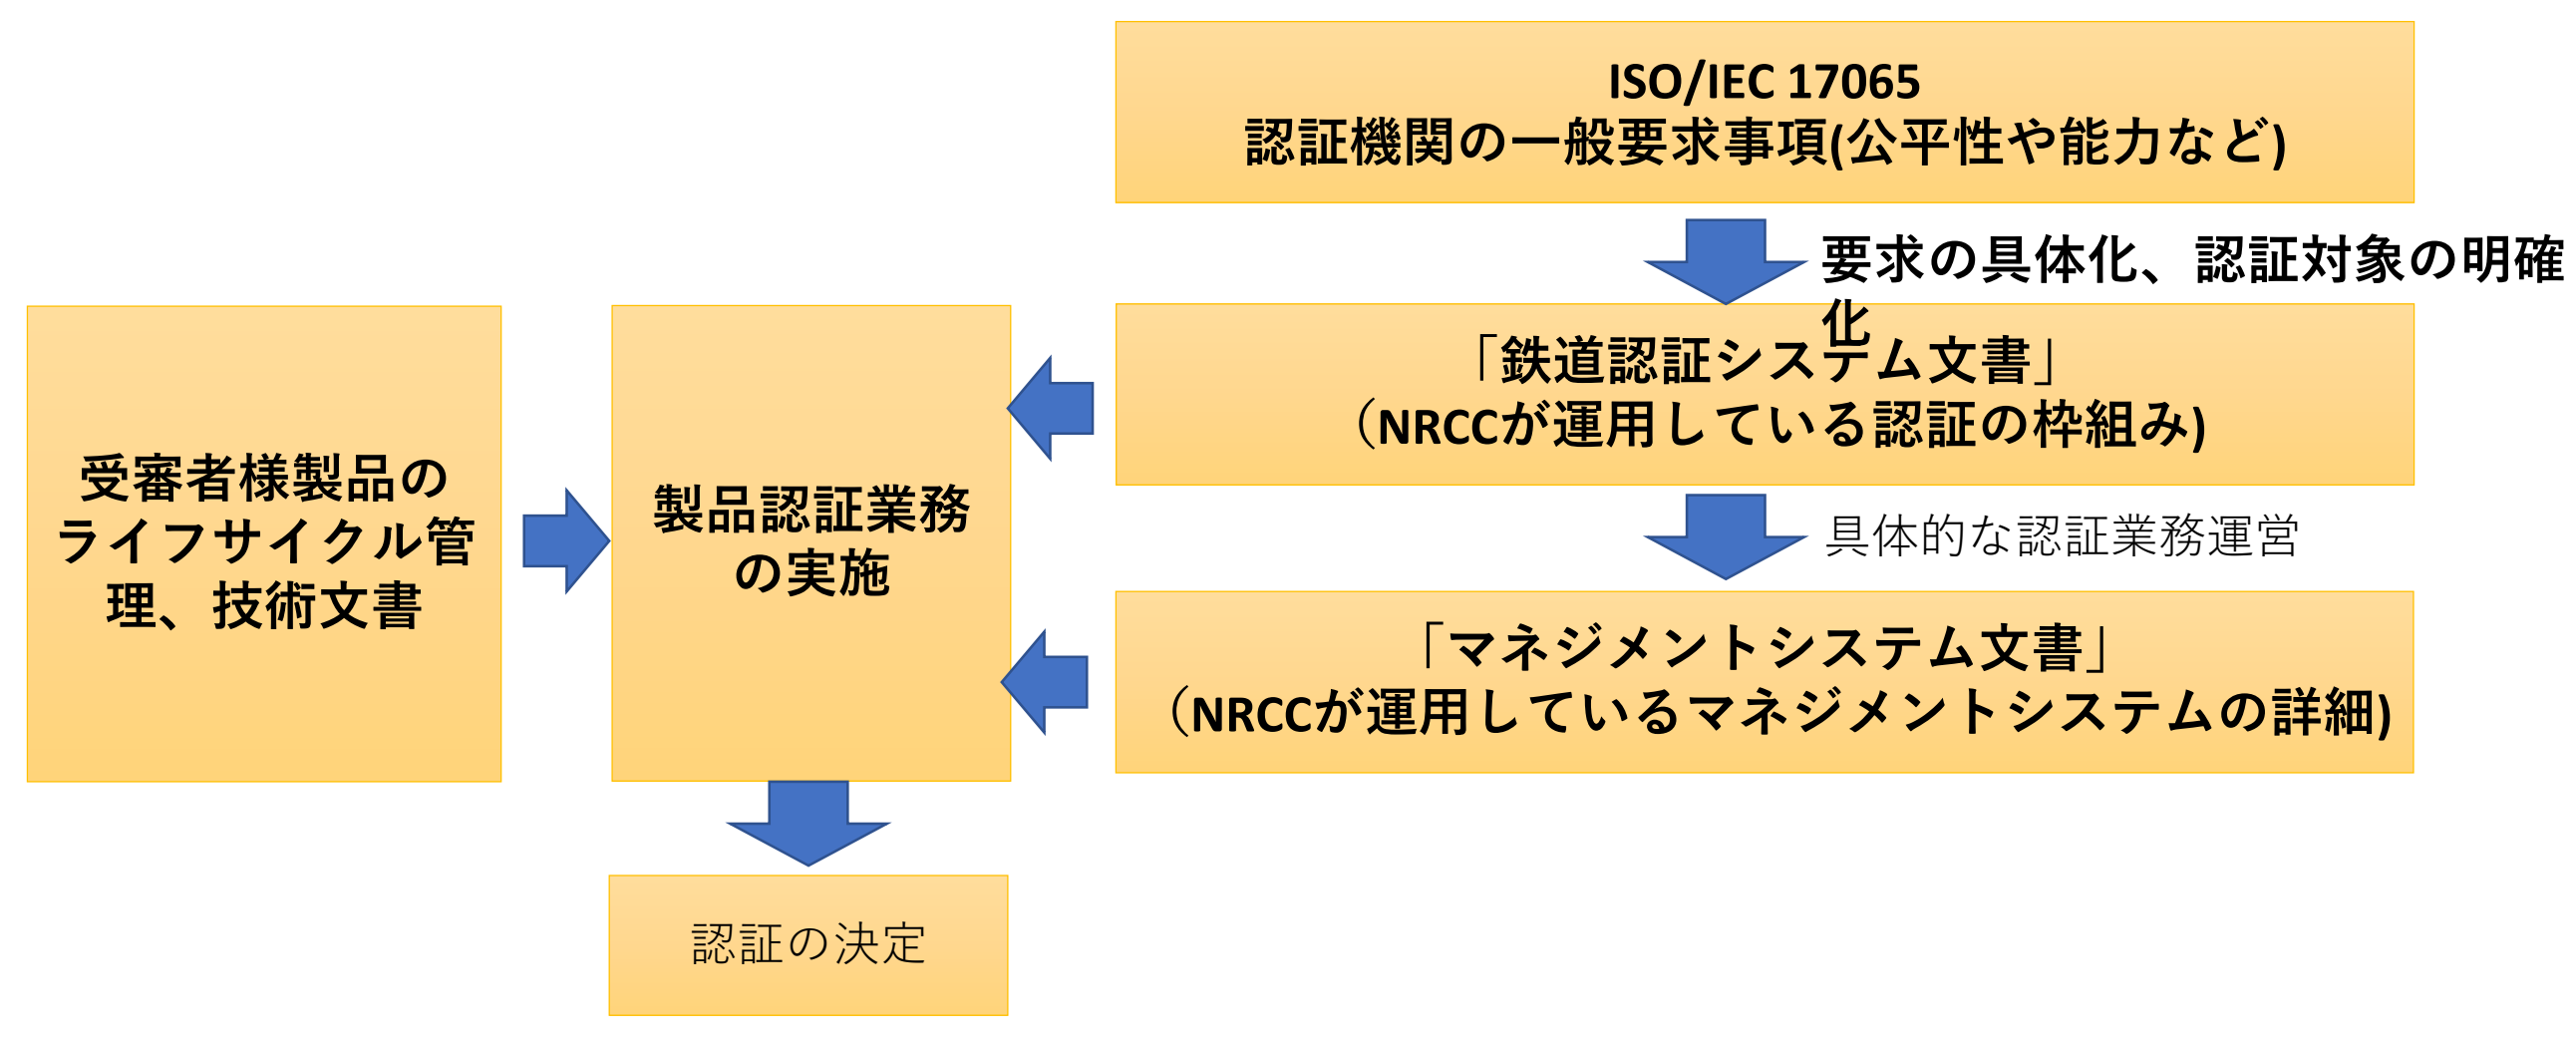 ISO/IEC 17065
認証機関の一般要求事項(公平性や能力など)
要求の具体化、認証対象の明確
化
「鉄道認証システム文書」
（NRCCが運用している認証の枠組み)
具体的な認証業務運営
「マネジメントシステム文書」
（NRCCが運用しているマネジメントシステムの詳細)
受審者様製品の
ライフサイクル管
理、技術文書
製品認証業務
の実施
認証の決定